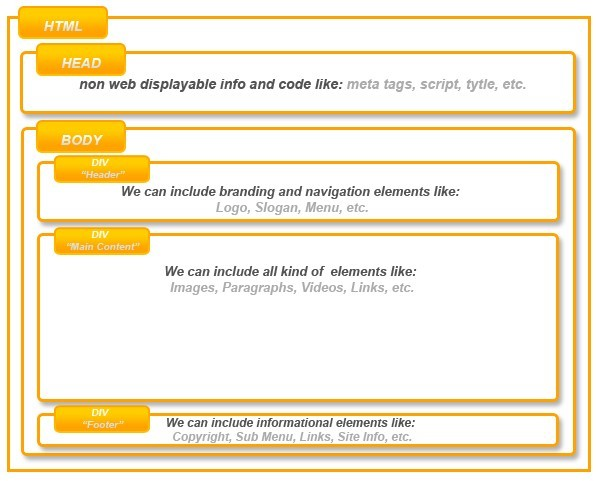 HTML
HEAD
non web displayable info and code like: meta tags, script, tytle, etc.
BODY
DIV
"Header"
We can include branding and navigation elements like:
Logo, Slogan, Menu, etc.
DIV
"Main Content"
We can include all kind of elements like:
Images, Paragraphs, Videos, Links, etc.
DIV
"Footer"
We can include informational elements like:
Copyright, Sub Menu, Links, Site Info, etc.